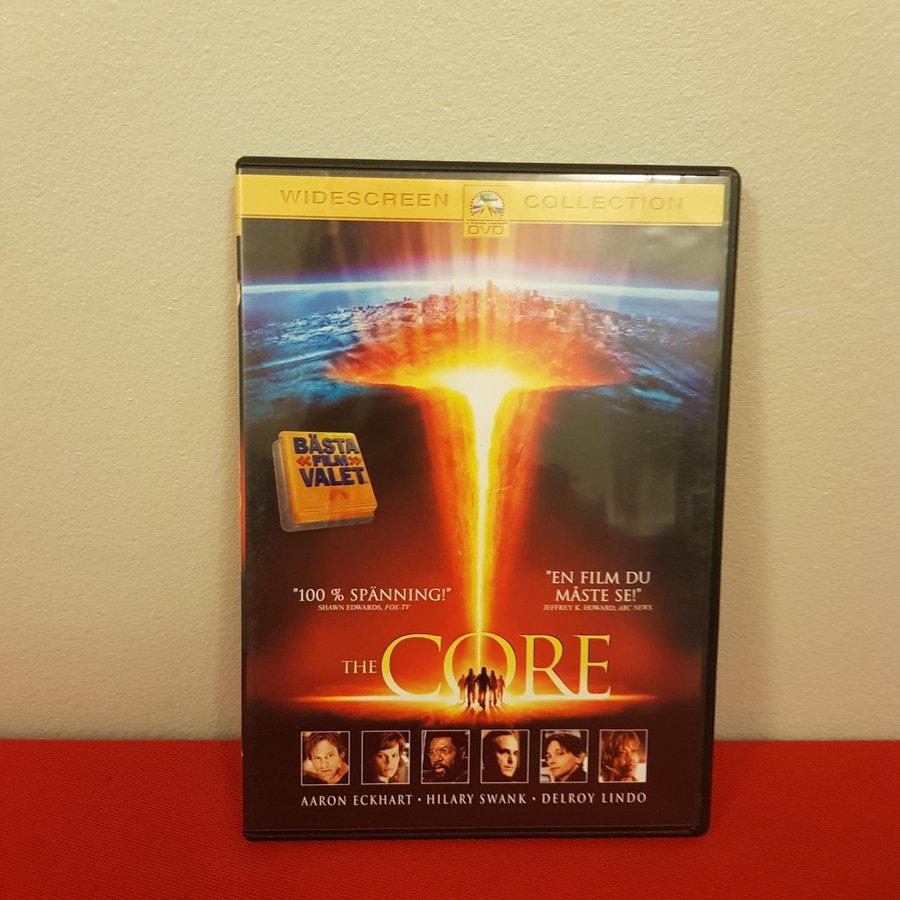 WIDESCREEN DVD COLLECTION
BÄSTA
«FILM»
VALET
"100 % SPÄNNING!"
SHAWN EDWARDS, FOX-TV
"EN FILM DU
MÅSTE SE!"
JEFFREY K. HOWARD, ABC NEWS
THE CORE
AARON ECKHART · HILARY SWANK · DELROY LINDO